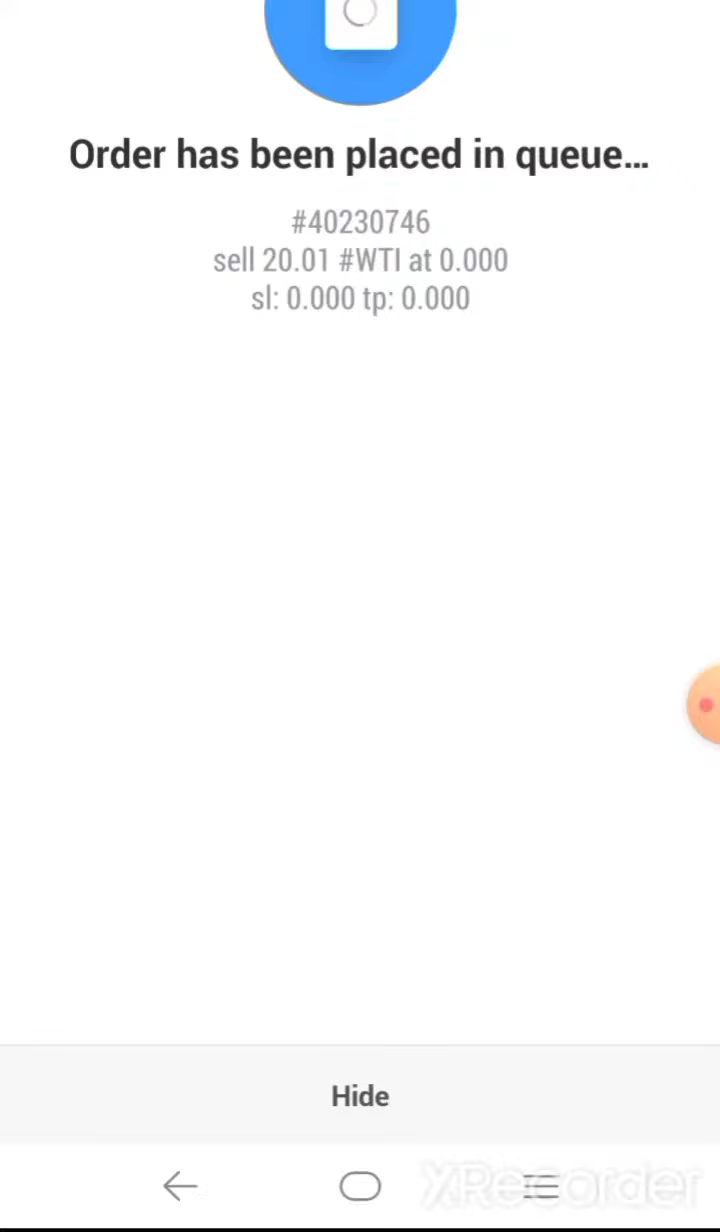 Order has been placed in queue...
#40230746
sell 20.01 #WTI at 0.000
sl: 0.000 tp: 0.000
Hide
XRecorder